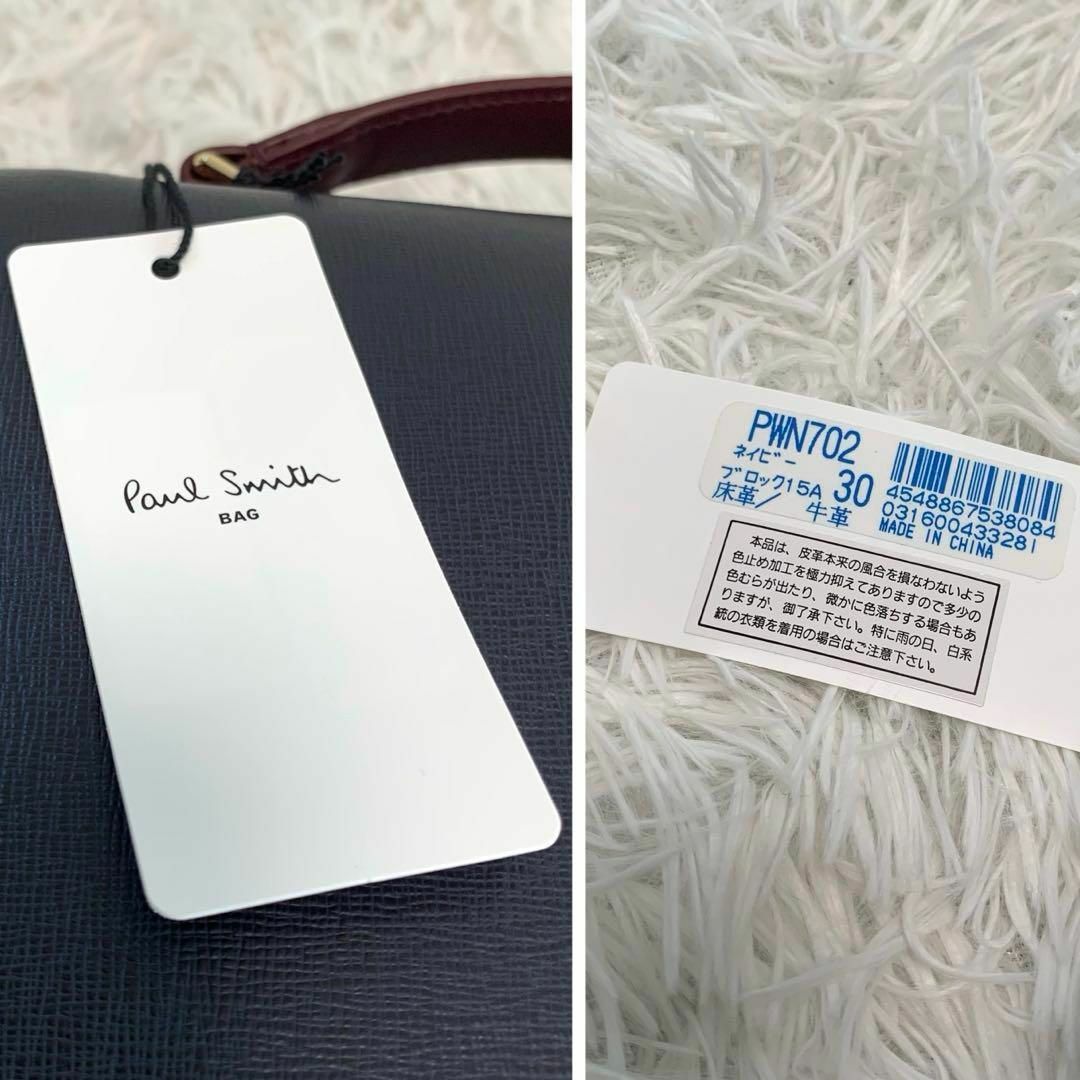 Paul Smith
BAG
PWN702
ネイビー
ブロック15A 30
床革/ 牛革
4548867538084
031600433281
MADE IN CHINA
本品は、皮革本来の風合を損なわないよう
色止め加工を極力抑えてありますので多少の
色むらが出たり、微かに色落ちする場合もあ
りますが、御了承下さい。特に雨の日、白系
統の衣類を着用の場合はご注意下さい。